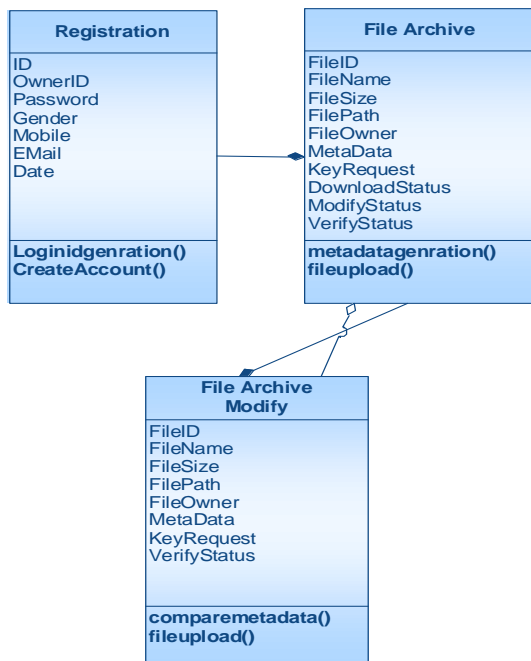 Registration
ID
OwnerID
Password
Gender
Mobile
EMail
Date
Loginidgenration()
CreateAccount()
File Archive
FileID
FileName
FileSize
FilePath
FileOwner
MetaData
KeyRequest
DownloadStatus
ModifyStatus
VerifyStatus
metadatagenration()
fileupload()
File Archive
Modify
FileID
FileName
FileSize
FilePath
FileOwner
MetaData
KeyRequest
VerifyStatus
comparemetadata()
fileupload()